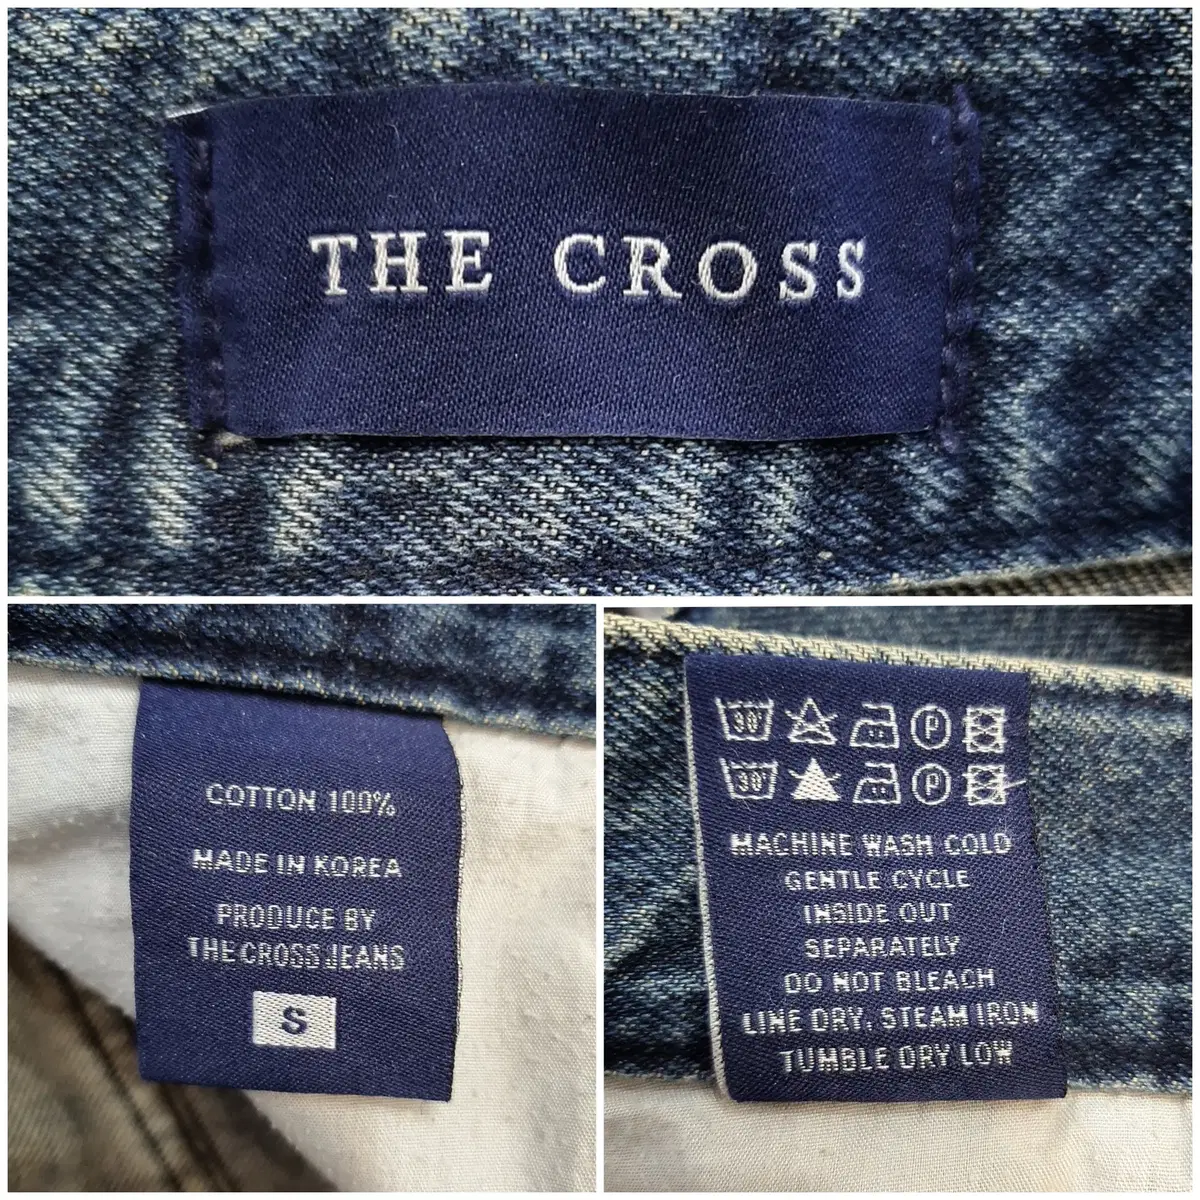 THE CROSS
COTTON 100%
MADE IN KOREA
PRODUCE BY
THE CROSS JEANS
S
30° P
30° P
MACHINE WASH COLD
GENTLE CYCLE
INSIDE OUT
SEPARATELY
DO NOT BLEACH
LINE DRY, STEAM IRON
TUMBLE DRY LOW